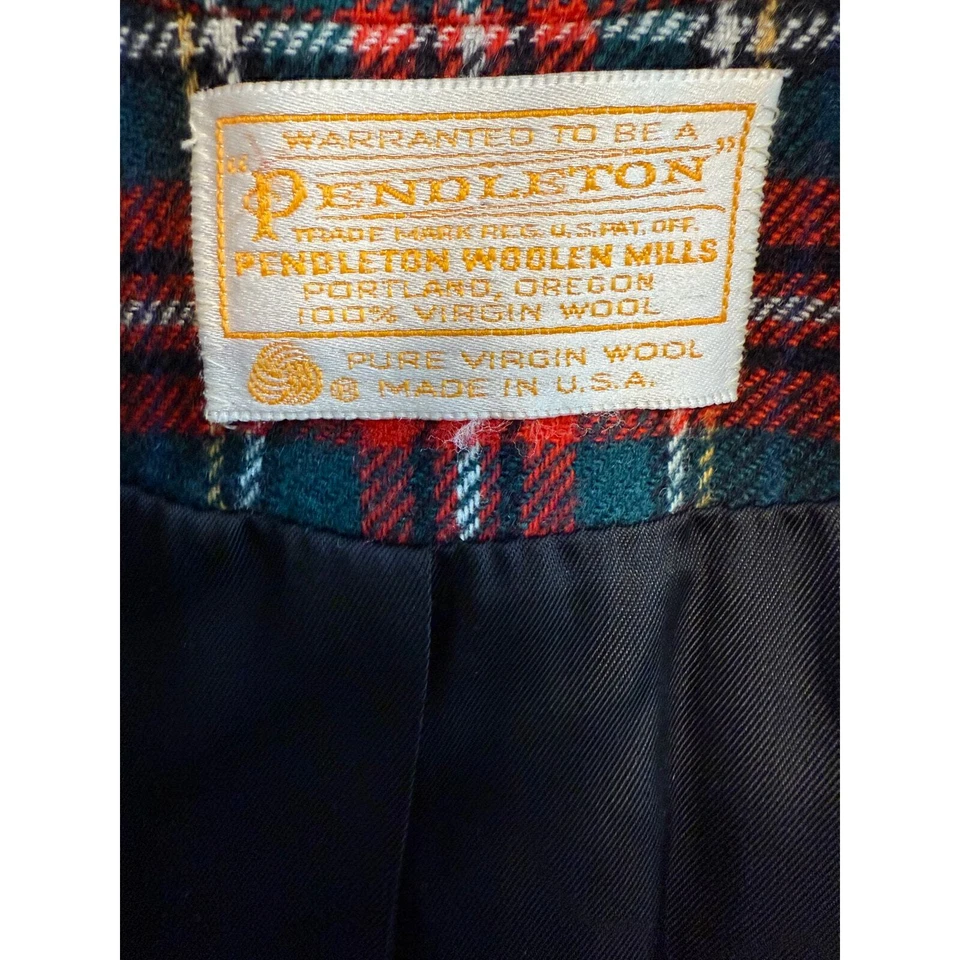 WARRANTED TO BE A
"PENDLETON"
TRADE MARK REG. U.S. PAT. OFF.
PENDLETON WOOLEN MILLS
PORTLAND, OREGON
100% VIRGIN WOOL
® PURE VIRGIN WOOL
MADE IN U.S.A.